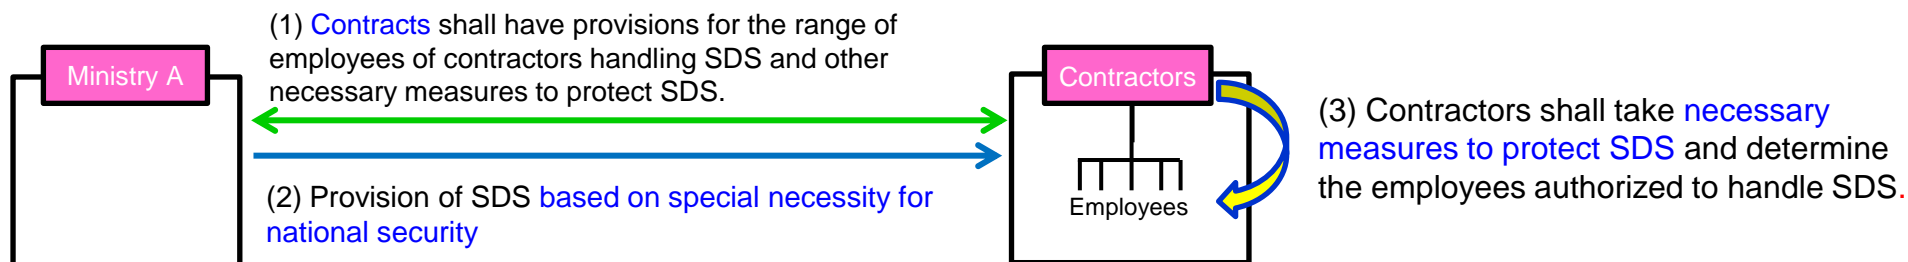 (1) Contracts shall have provisions for the range of
employees of contractors handling SDS and other
necessary measures to protect SDS.
Ministry A
Contractors
(2) Provision of SDS based on special necessity for
national security
Employees
(3) Contractors shall take necessary
measures to protect SDS and determine
the employees authorized to handle SDS.